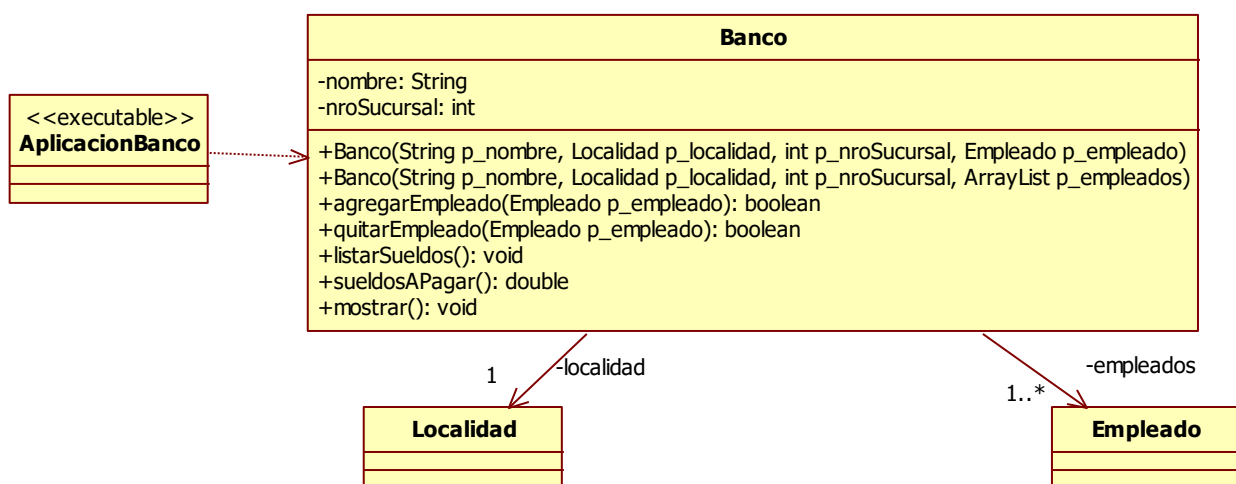 <<executable>>
AplicacionBanco
Banco
-nombre: String
-nroSucursal: int
+Banco(String p_nombre, Localidad p_localidad, int p_nroSucursal, Empleado p_empleado)
+Banco(String p_nombre, Localidad p_localidad, int p_nroSucursal, ArrayList p_empleados)
+agregarEmpleado(Empleado p_empleado): boolean
+quitarEmpleado(Empleado p_empleado): boolean
+listarSueldos(): void
+sueldosAPagar(): double
+mostrar(): void
1
-localidad
-empleados
1..*
Localidad
Empleado